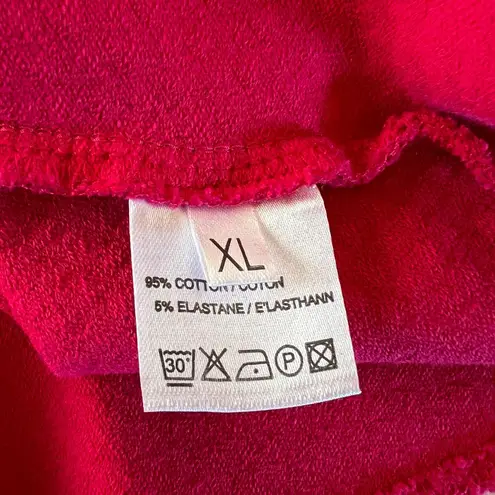 XL
95% COTTON / COTON
5% ELASTANE / E'LASTHANN
30°
P